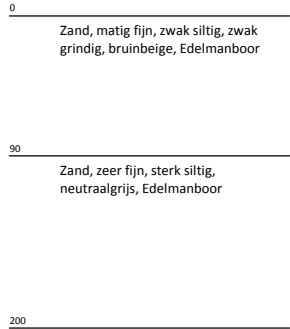 0
Zand, matig fijn, zwak siltig, zwak
grindig, bruinbeige, Edelmanboor
90
Zand, zeer fijn, sterk siltig,
neutraalgrijs, Edelmanboor
200